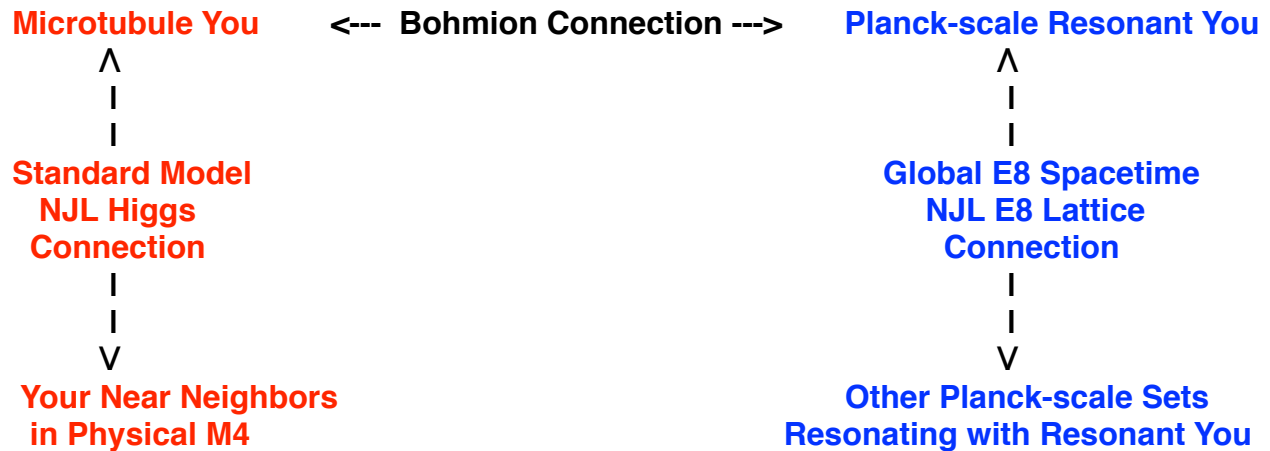 Microtubule You <--- Bohmion Connection ---> Planck-scale Resonant You
Standard Model Global E8 Spacetime
NJL Higgs NJL E8 Lattice
Connection Connection
Your Near Neighbors Other Planck-scale Sets
in Physical M4 Resonating with Resonant You